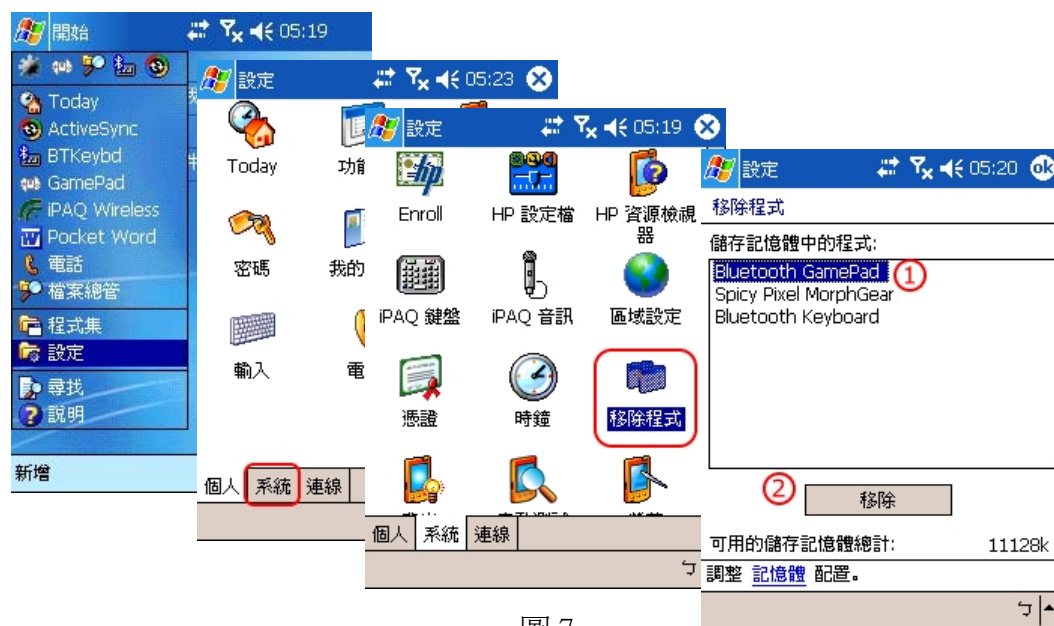 開始 05:19
Today
ActiveSync
BTKeybd
GamePad
iPAQ Wireless
Pocket Word
電話
檔案總管
程式集
設定
尋找
説明
新增
設定 05:23
Today
密碼
輸入
個人 系統 連線
設定 05:19
hp
Enroll HP 設定檔 HP 資源檢視器
iPAQ 鍵盤 iPAQ 音訊 區域設定
憑證 時鐘 移除程式
個人 系統 連線
ㄅ
設定 05:20 ok
移除程式
儲存記憶體中的程式:
Bluetooth GamePad ①
Spicy Pixel MorphGear
Bluetooth Keyboard
② 移除
可用的儲存記憶體總計: 11128k
調整 記憶體 配置。
ㄅ
圖 7